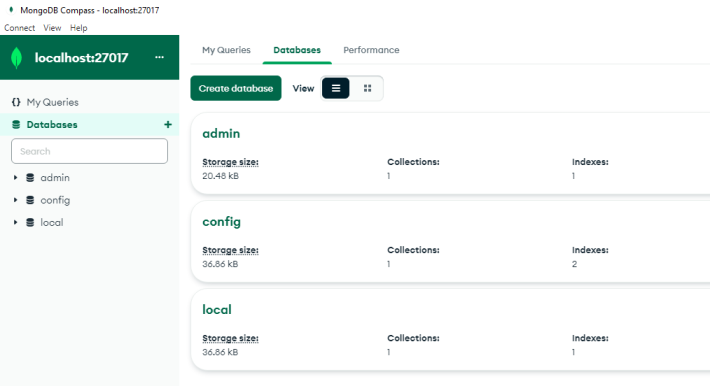 MongoDB Compass - localhost:27017
Connect View Help
localhost:27017 ...
My Queries Databases Performance
Create database View
{} My Queries
Databases +
Search
admin
config
local
admin
Storage size: Collections: Indexes:
20.48 kB 1 1
config
Storage size: Collections: Indexes:
36.86 kB 1 2
local
Storage size: Collections: Indexes:
36.86 kB 1 1